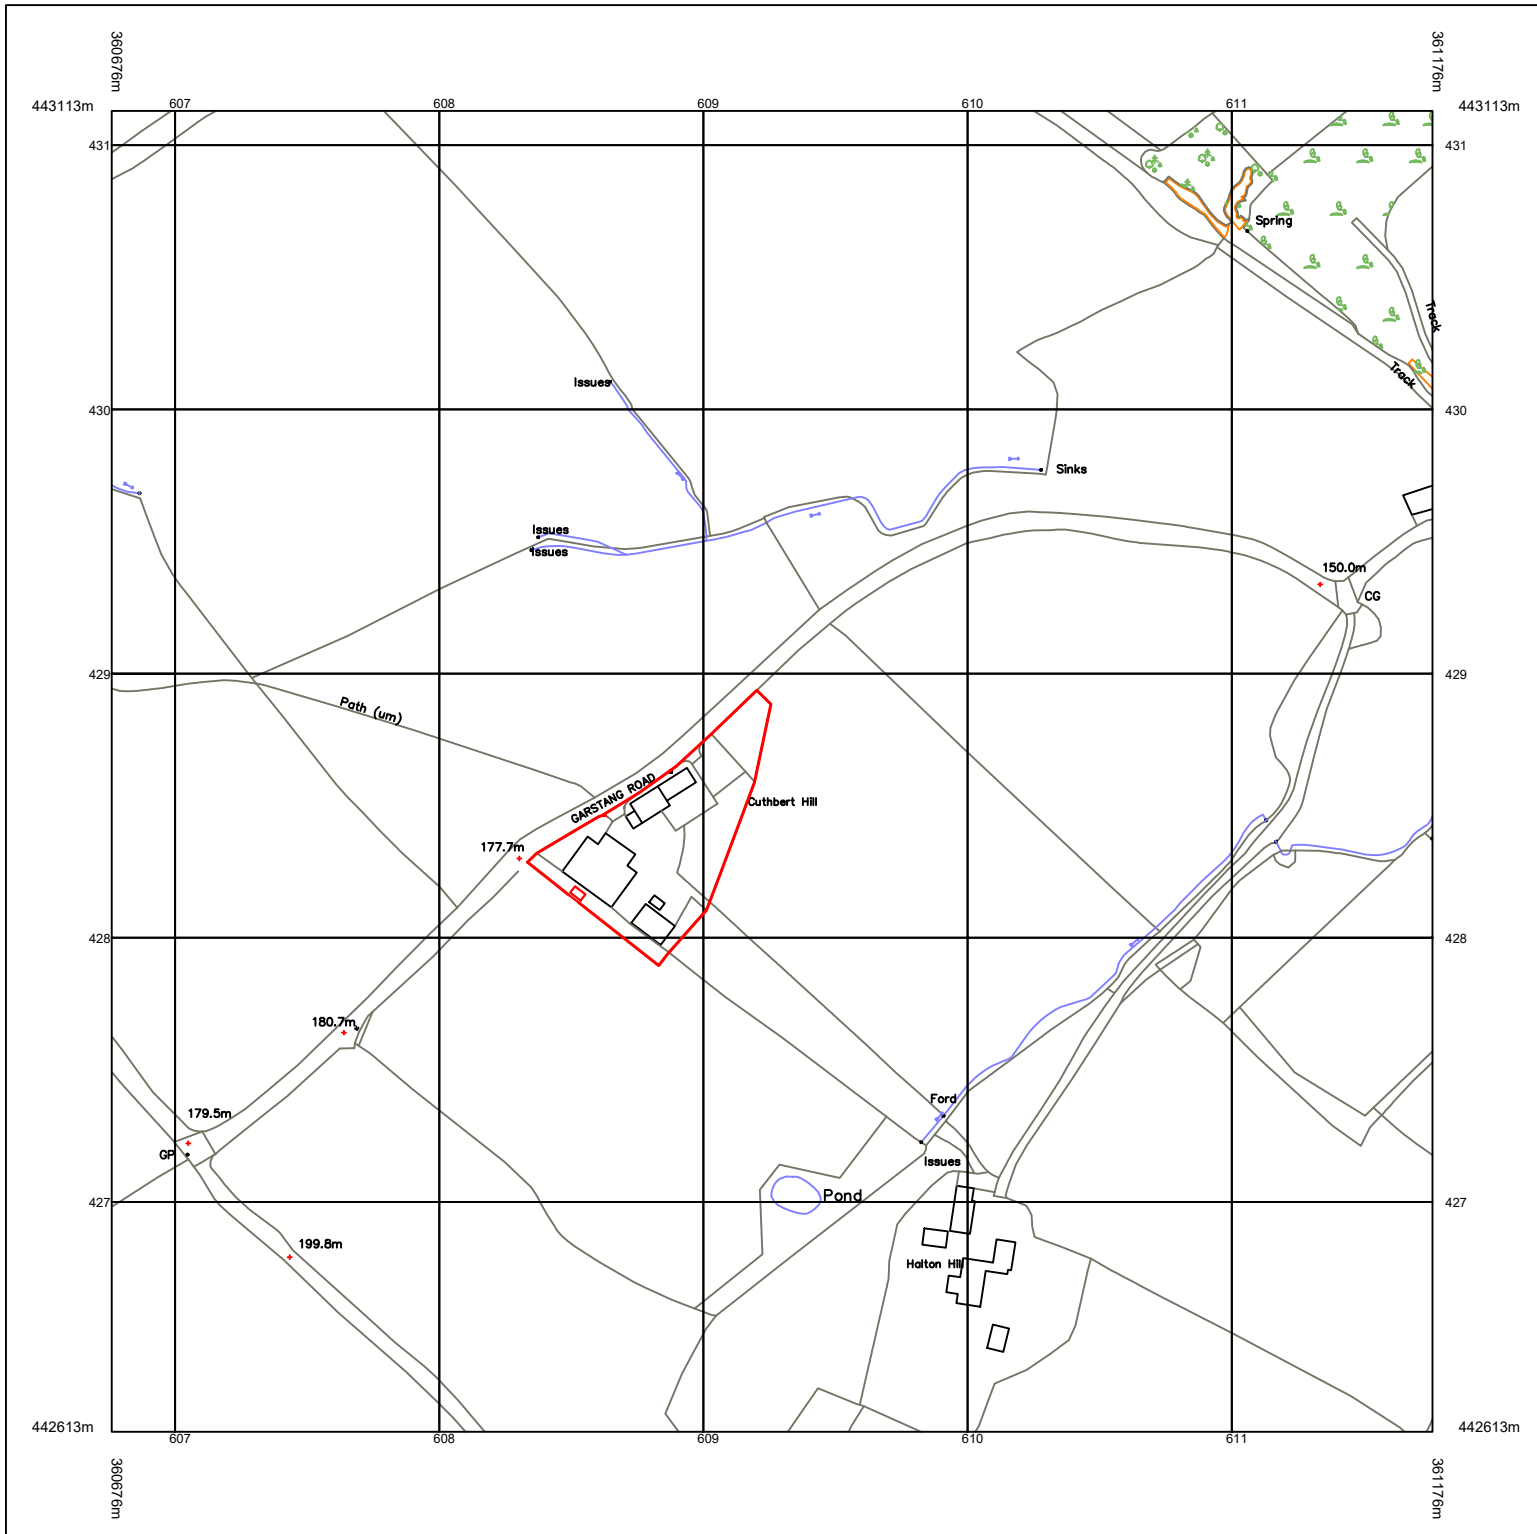 360676m
361176m
443113m
607
608
609
610
611
443113m
431
431
Spring
Track
Track
Issues
430
430
Sinks
Issues
Issues
150.0m
CG
429
429
Path (um)
GARSTANG ROAD
Cuthbert Hill
177.7m
428
428
180.7m
Ford
179.5m
GP
Issues
Pond
427
427
199.8m
Halton Hill
442613m
607
608
609
610
611
442613m
360676m
361176m